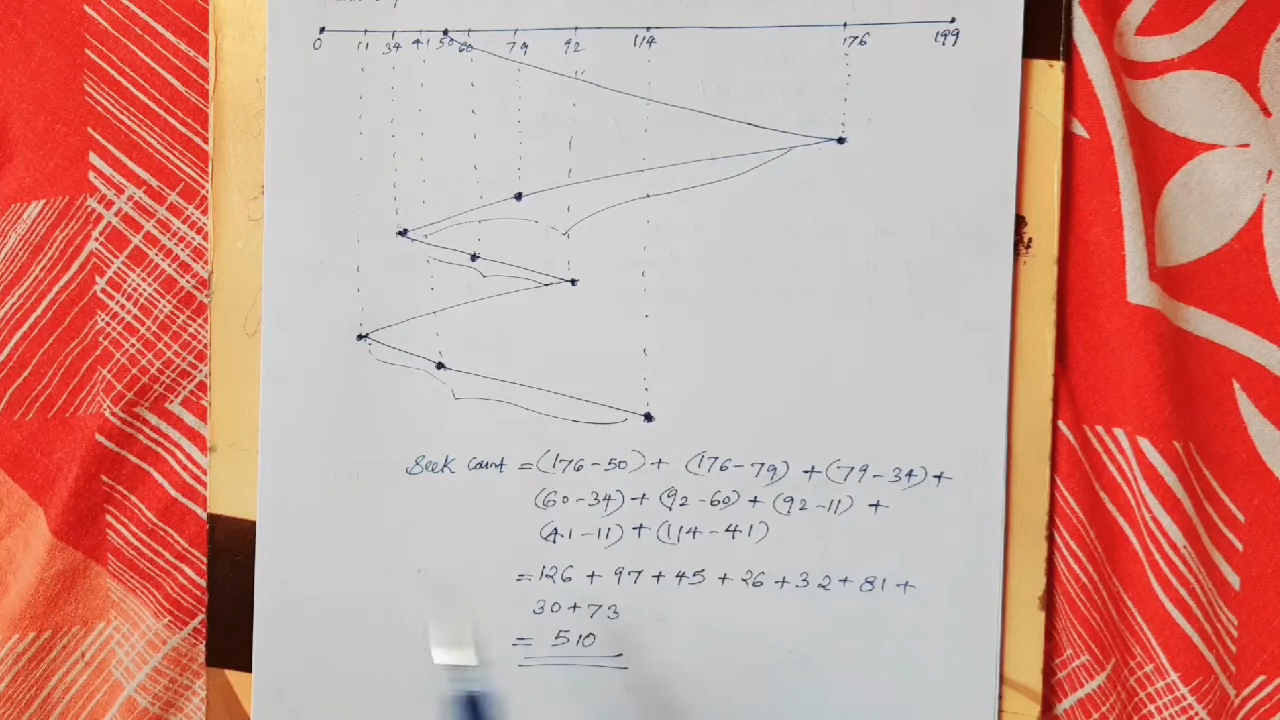 0 11 34 41 50 60 79 92 114 176 199
Seek count = (176-50) + (176-79) + (79-34) +
(60-34) + (92-60) + (92-11) +
(41-11) + (114-41)
= 126 + 97 + 45 + 26 + 32 + 81 +
30 + 73
= 510